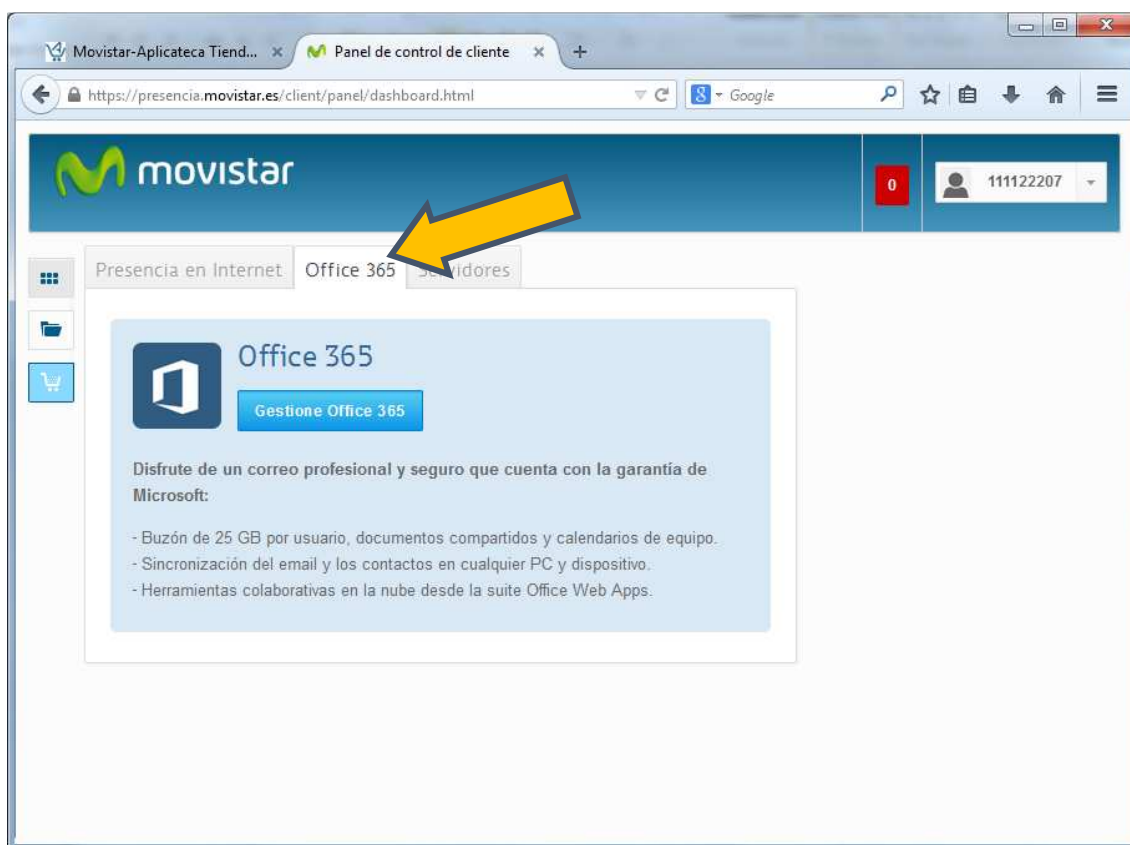 Movistar-Aplicateca Tiend...
Panel de control de cliente
https://presencia.movistar.es/client/panel/dashboard.html
Google
movistar
0
111122207
Presencia en Internet
Office 365
Servidores
Office 365
Gestione Office 365
Disfrute de un correo profesional y seguro que cuenta con la garantía de
Microsoft:
- Buzón de 25 GB por usuario, documentos compartidos y calendarios de equipo.
- Sincronización del email y los contactos en cualquier PC y dispositivo.
- Herramientas colaborativas en la nube desde la suite Office Web Apps.